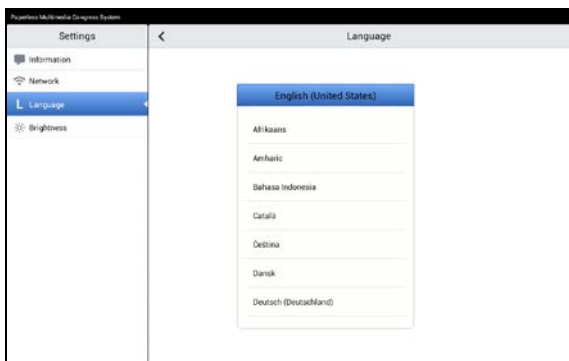 Paperless Multimedia Congress System
Settings
Language
Information
Network
L Language
Brightness
English (United States)
Afrikaans
Amharic
Bahasa Indonesia
Català
Čeština
Dansk
Deutsch (Deutschland)